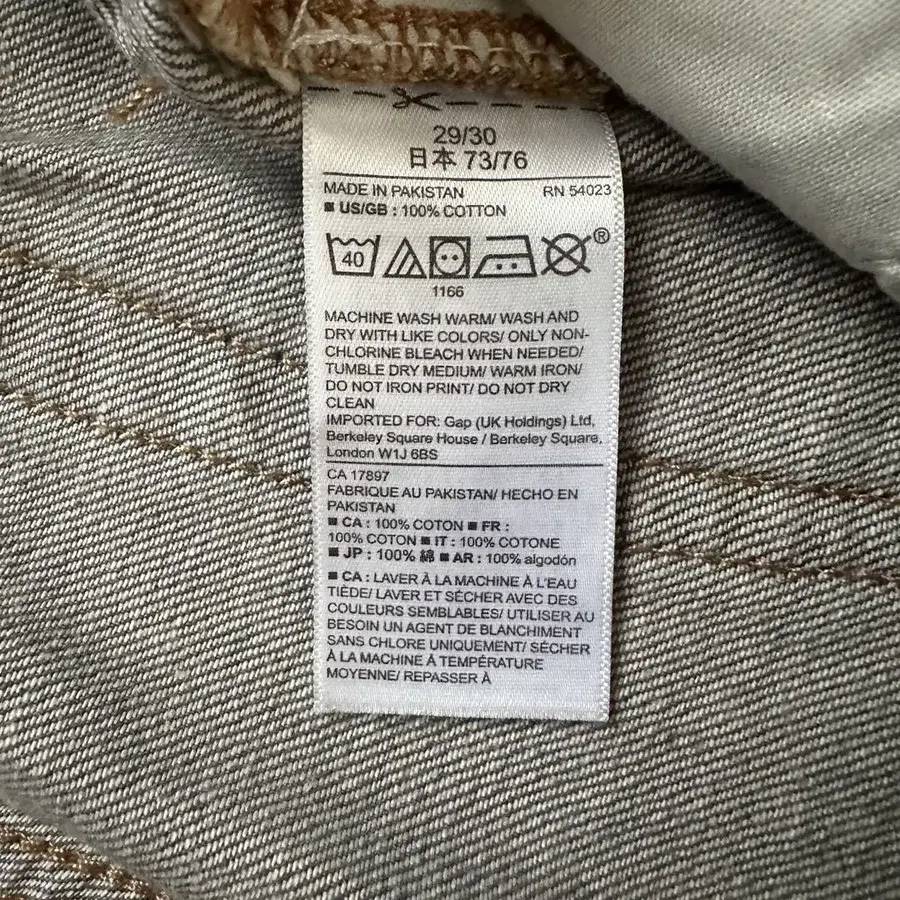 29/30
日本 73/76
MADE IN PAKISTAN RN 54023
■ US/GB : 100% COTTON
40 ®
1166
MACHINE WASH WARM/ WASH AND
DRY WITH LIKE COLORS/ ONLY NON-
CHLORINE BLEACH WHEN NEEDED/
TUMBLE DRY MEDIUM/ WARM IRON/
DO NOT IRON PRINT/ DO NOT DRY
CLEAN
IMPORTED FOR: Gap (UK Holdings) Ltd,
Berkeley Square House / Berkeley Square,
London W1J 6BS
CA 17897
FABRIQUE AU PAKISTAN/ HECHO EN
PAKISTAN
■ CA : 100% COTON ■ FR :
100% COTON ■ IT : 100% COTONE
■ JP : 100% 綿 ■ AR : 100% algodón
■ CA : LAVER À LA MACHINE À L'EAU
TIÈDE/ LAVER ET SÉCHER AVEC DES
COULEURS SEMBLABLES/ UTILISER AU
BESOIN UN AGENT DE BLANCHIMENT
SANS CHLORE UNIQUEMENT/ SÉCHER
À LA MACHINE À TEMPÉRATURE
MOYENNE/ REPASSER À